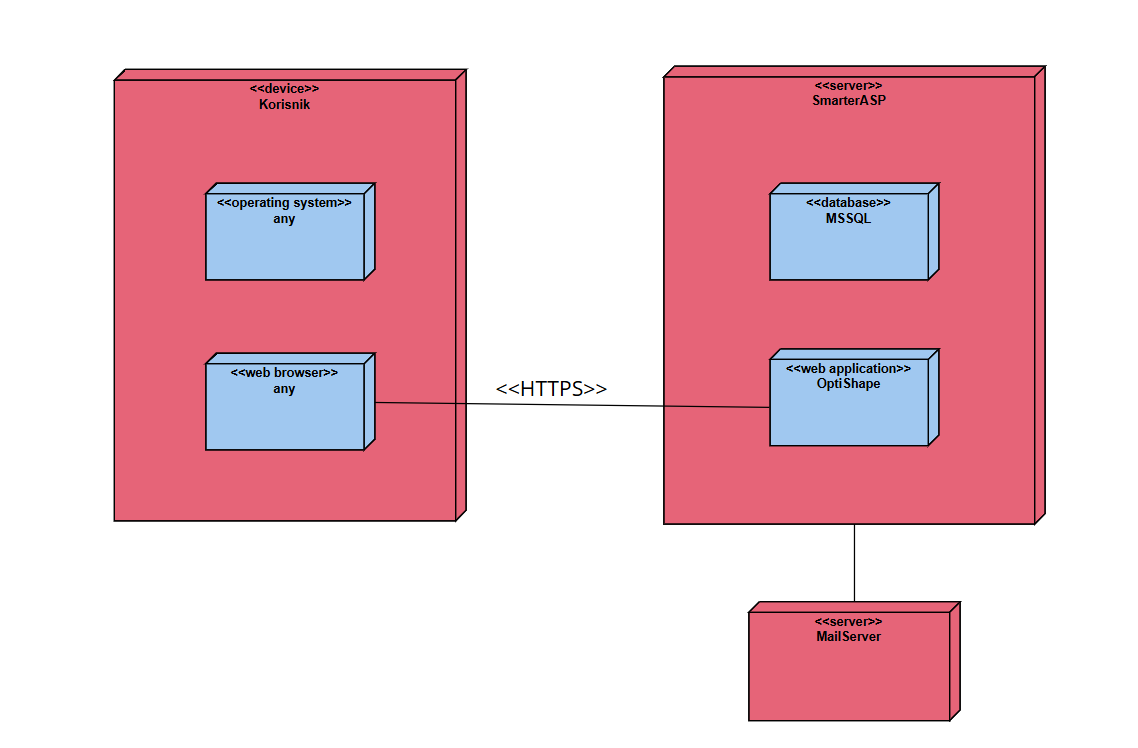 <<device>>
Korisnik
<<operating system>>
any
<<web browser>>
any
<<HTTPS>>
<<server>>
SmarterASP
<<database>>
MSSQL
<<web application>>
OptiShape
<<server>>
MailServer